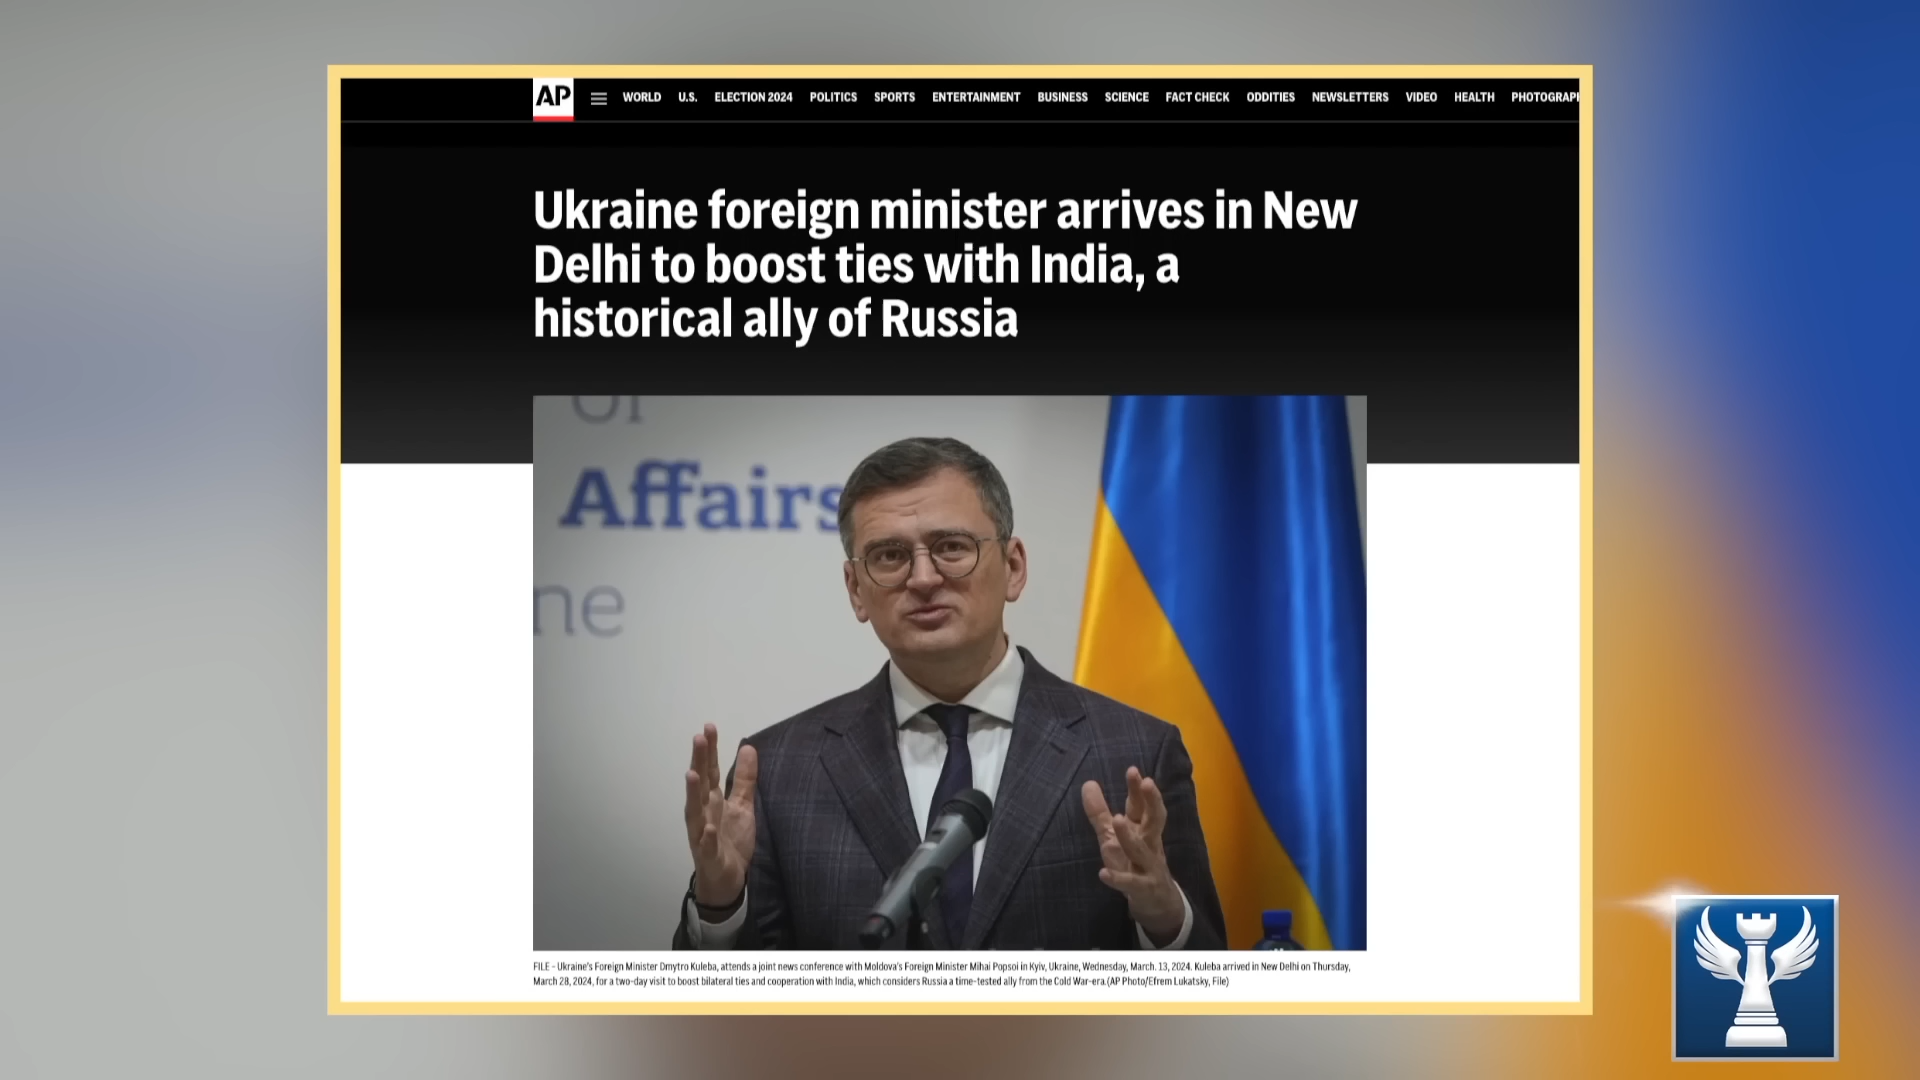 AP
WORLD U.S. ELECTION 2024 POLITICS SPORTS ENTERTAINMENT BUSINESS SCIENCE FACT CHECK ODDITIES NEWSLETTERS VIDEO HEALTH PHOTOGRAPH
Ukraine foreign minister arrives in New
Delhi to boost ties with India, a
historical ally of Russia
Of
Affairs
ne
FILE - Ukraine's Foreign Minister Dmytro Kuleba, attends a joint news conference with Moldova's Foreign Minister Mihai Popsoi in Kyiv, Ukraine, Wednesday, March. 13, 2024. Kuleba arrived in New Delhi on Thursday,
March 28, 2024, for a two-day visit to boost bilateral ties and cooperation with India, which considers Russia a time-tested ally from the Cold War-era.(AP Photo/Efrem Lukatsky, File)